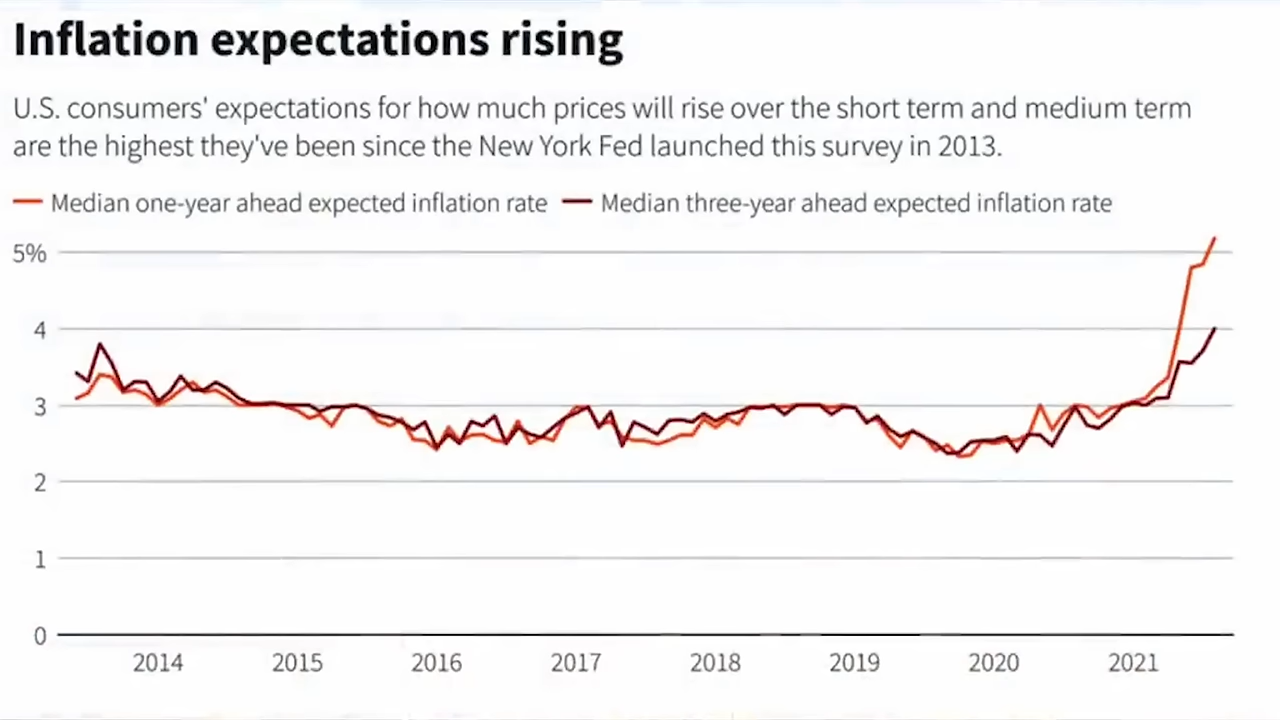 Inflation expectations rising
U.S. consumers' expectations for how much prices will rise over the short term and medium term
are the highest they've been since the New York Fed launched this survey in 2013.
Median one-year ahead expected inflation rate Median three-year ahead expected inflation rate
5%
4
3
2
1
0
2014 2015 2016 2017 2018 2019 2020 2021